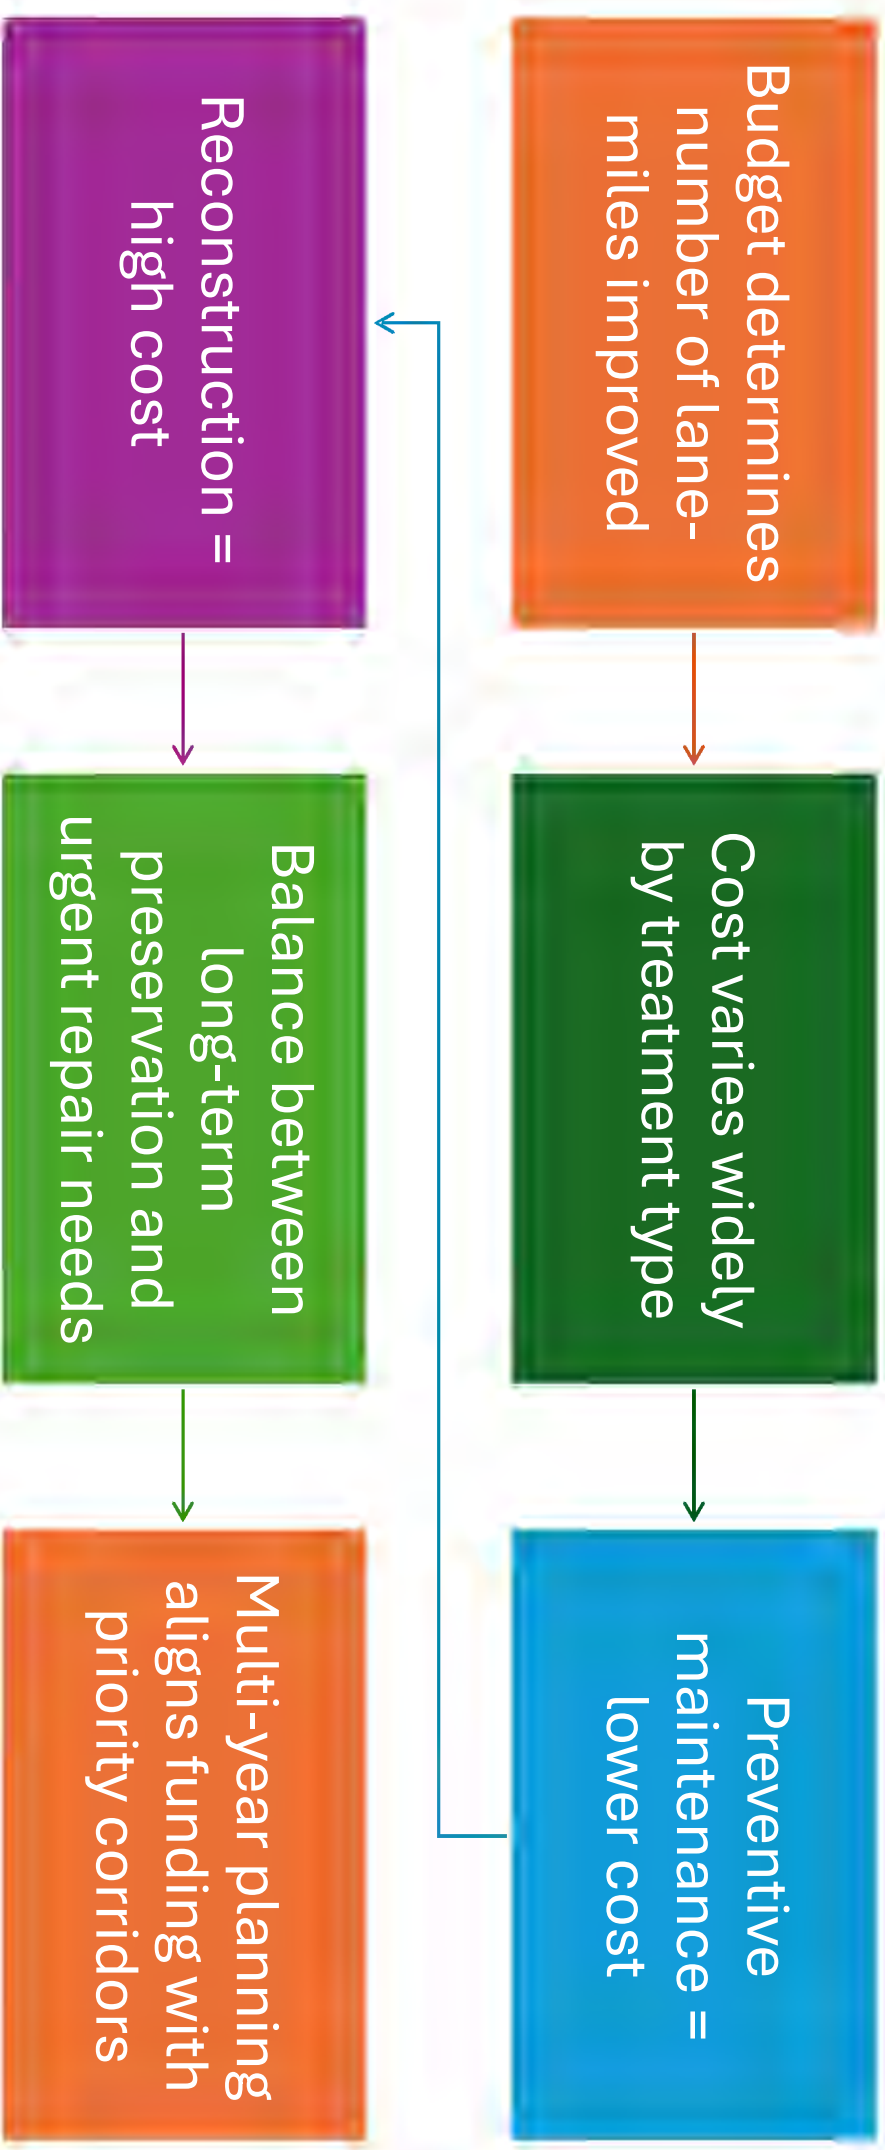 Budget determines
number of lane-
miles improved
Cost varies widely
by treatment type
Preventive
maintenance =
lower cost
Reconstruction =
high cost
Balance between
long-term
preservation and
urgent repair needs
Multi-year planning
aligns funding with
priority corridors